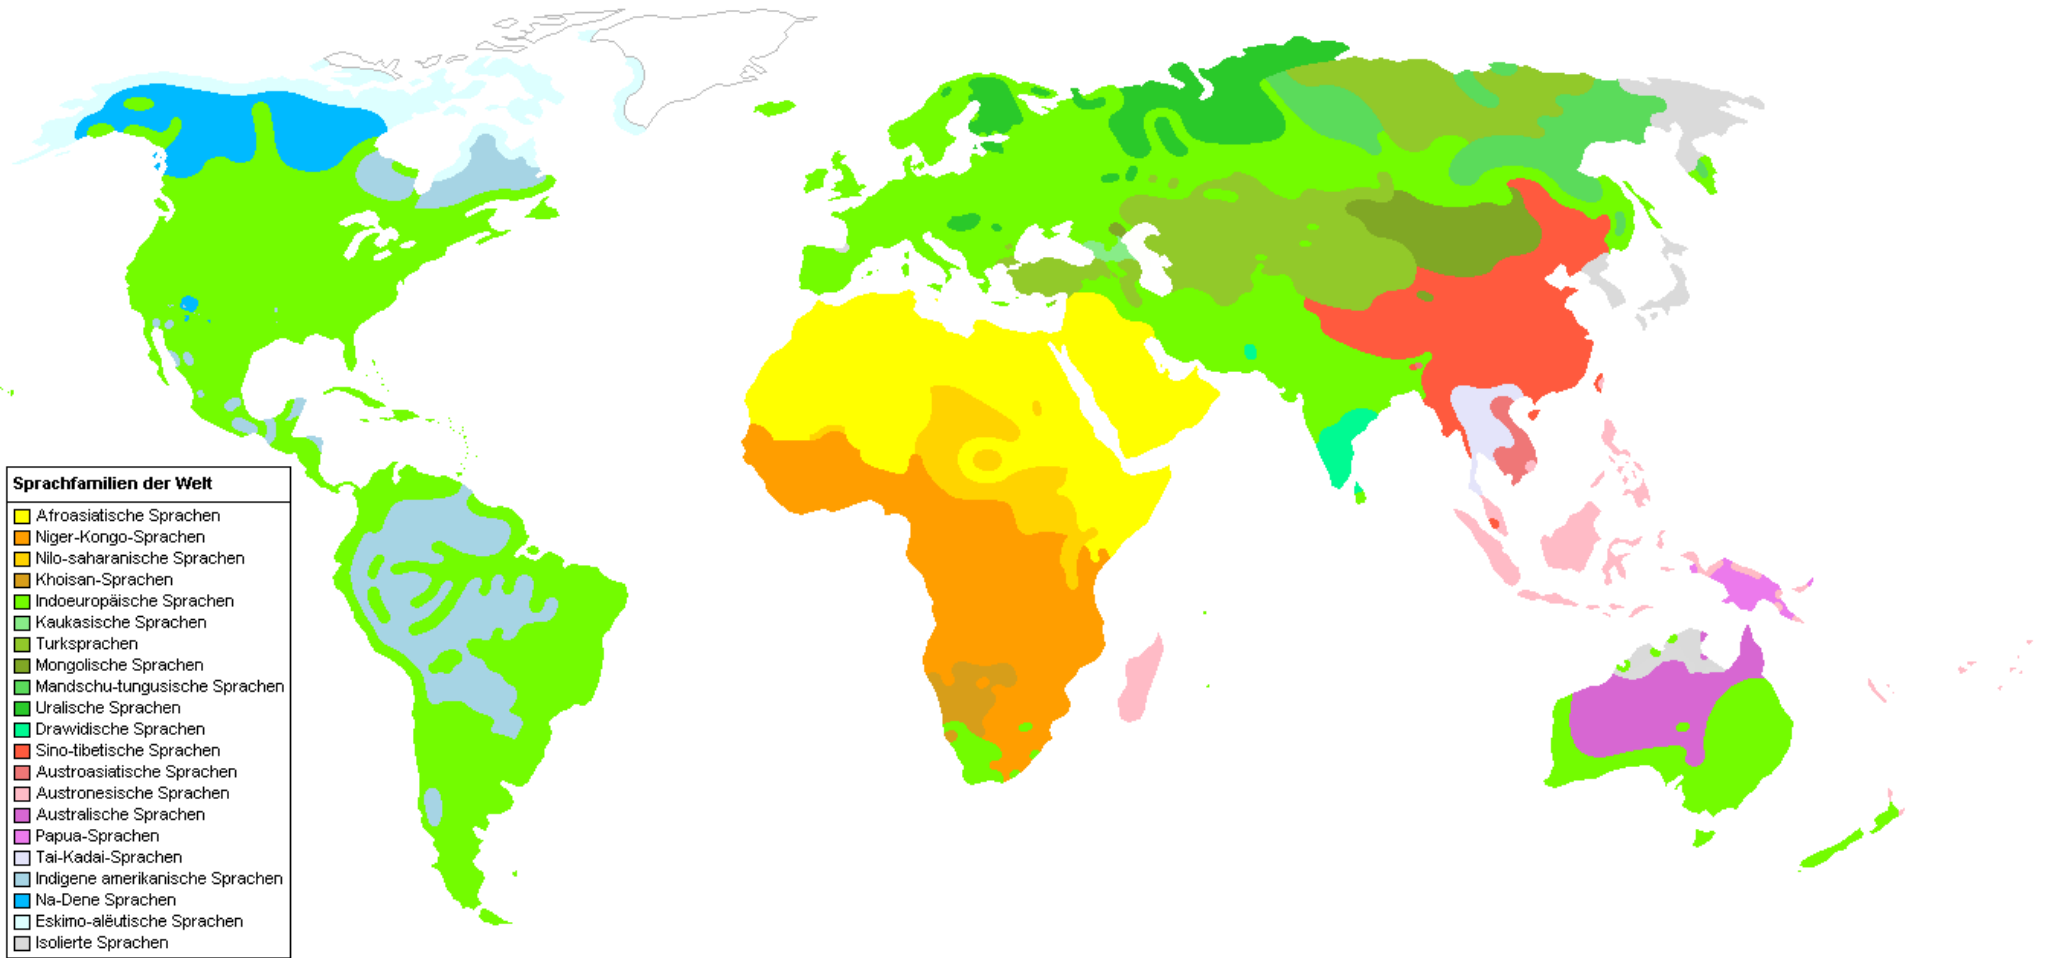 Sprachfamilien der Welt
Afroasiatische Sprachen
Niger-Kongo-Sprachen
Nilo-saharanische Sprachen
Khoisan-Sprachen
Indoeuropäische Sprachen
Kaukasische Sprachen
Turksprachen
Mongolische Sprachen
Mandschu-tungusische Sprachen
Uralische Sprachen
Drawidische Sprachen
Sino-tibetische Sprachen
Austroasiatische Sprachen
Austronesische Sprachen
Australische Sprachen
Papua-Sprachen
Tai-Kadai-Sprachen
Indigene amerikanische Sprachen
Na-Dene Sprachen
Eskimo-alëutische Sprachen
Isolierte Sprachen